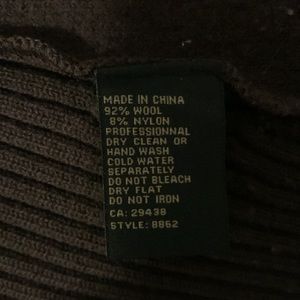 MADE IN CHINA
92% WOOL
8% NYLON
PROFESSIONNAL
DRY CLEAN OR
HAND WASH
COLD WATER
SEPARATELY
DO NOT BLEACH
DRY FLAT
DO NOT IRON
CA: 29438
STYLE: 8862